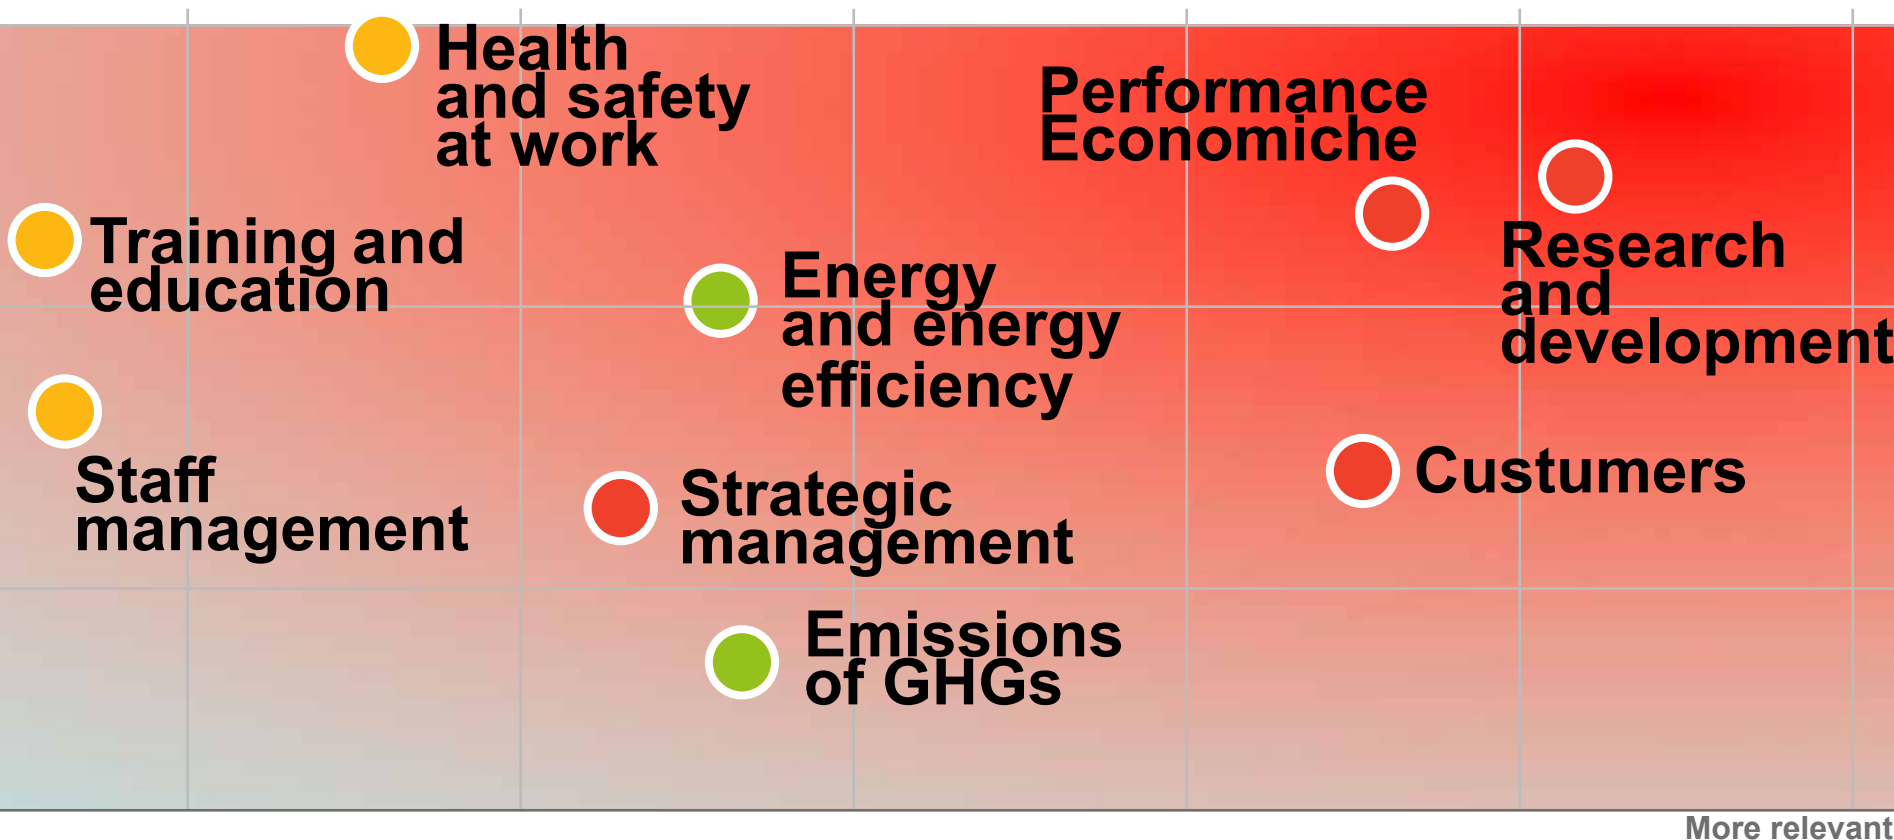 Health
and safety
at work
Performance
Economiche
Training and
education
Energy
and energy
efficiency
Research
and
development
Staff
management
Strategic
management
Custumers
Emissions
of GHGs
More relevant